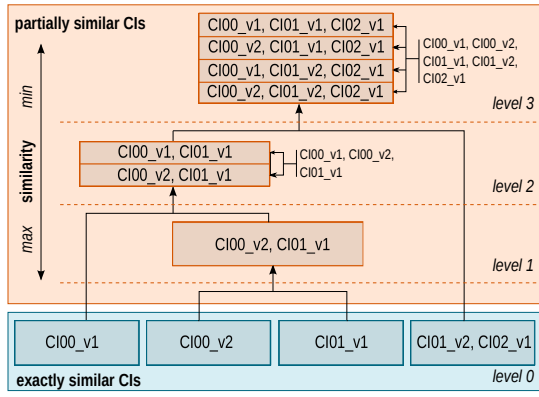 partially similar CIs
CI00_v1, CI01_v1, CI02_v1
CI00_v2, CI01_v1, CI02_v1
CI00_v1, CI01_v2, CI02_v1
CI00_v2, CI01_v2, CI02_v1
CI00_v1, CI00_v2,
CI01_v1, CI01_v2,
CI02_v1
level 3
min
similarity
max
CI00_v1, CI01_v1
CI00_v2, CI01_v1
CI00_v1, CI00_v2,
CI01_v1
level 2
CI00_v2, CI01_v1
level 1
CI00_v1
CI00_v2
CI01_v1
CI01_v2, CI02_v1
exactly similar CIs
level 0